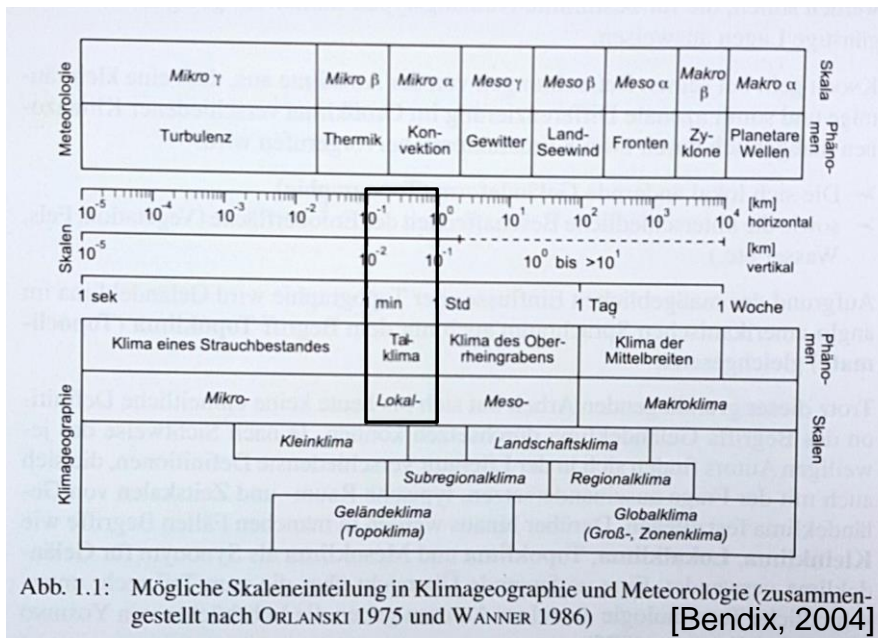 Meteorologie
Mikro γ Mikro β Mikro α Meso γ Meso β Meso α Makro β Makro α Skala
Turbulenz Thermik Kon-vektion Gewitter Land-Seewind Fronten Zy-klone Planetare Wellen Phäno-men
Skalen
10⁻⁵ 10⁻⁴ 10⁻³ 10⁻² 10⁻¹ 10⁰ 10¹ 10² 10³ 10⁴ [km] horizontal
10⁻⁵ 10⁻² 10⁻¹ 10⁰ bis >10¹ [km] vertikal
1 sek 1 min 1 Std 1 Tag 1 Woche
Klimageographie
Klima eines Strauchbestandes Tal-klima Klima des Ober-rheingrabens Klima der Mittelbreiten Phäno-men
Mikro- Lokal- Meso- Makroklima Skalen
Kleinklima Landschaftsklima
Subregionalklima Regionalklima
Geländeklima (Topoklima) Globalklima (Groß-, Zonenklima)
Abb. 1.1: Mögliche Skaleneinteilung in Klimageographie und Meteorologie (zusammen-
gestellt nach ORLANSKI 1975 und WANNER 1986)
[Bendix, 2004]